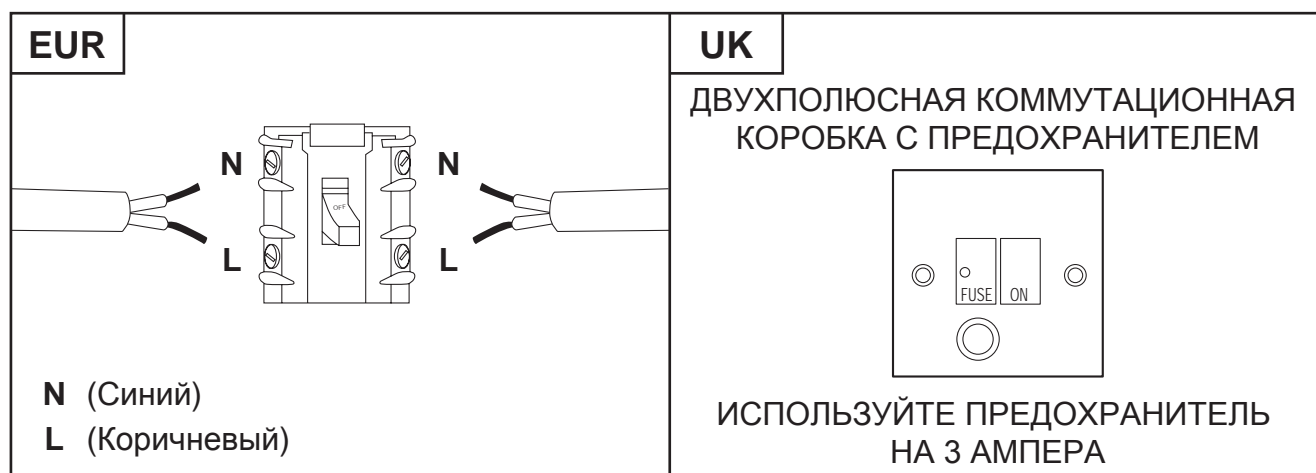 EUR
N
N
OFF
L
L
N (Синий)
L (Коричневый)
UK
ДВУХПОЛЮСНАЯ КОММУТАЦИОННАЯ
КОРОБКА С ПРЕДОХРАНИТЕЛЕМ
FUSE ON
ИСПОЛЬЗУЙТЕ ПРЕДОХРАНИТЕЛЬ
НА 3 АМПЕРА